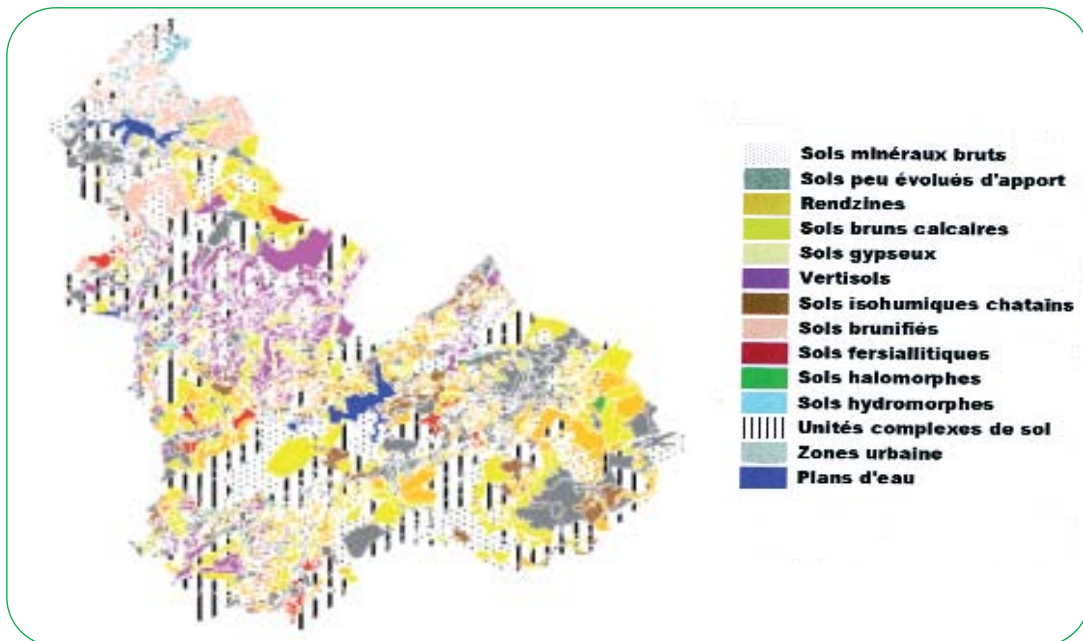 Sols minéraux bruts
Sols peu évolués d'apport
Rendzines
Sols bruns calcaires
Sols gypseux
Vertisols
Sols isohumiques chatains
Sols brunifiés
Sols fersiallitiques
Sols halomorphes
Sols hydromorphes
Unités complexes de sol
Zones urbaine
Plans d'eau